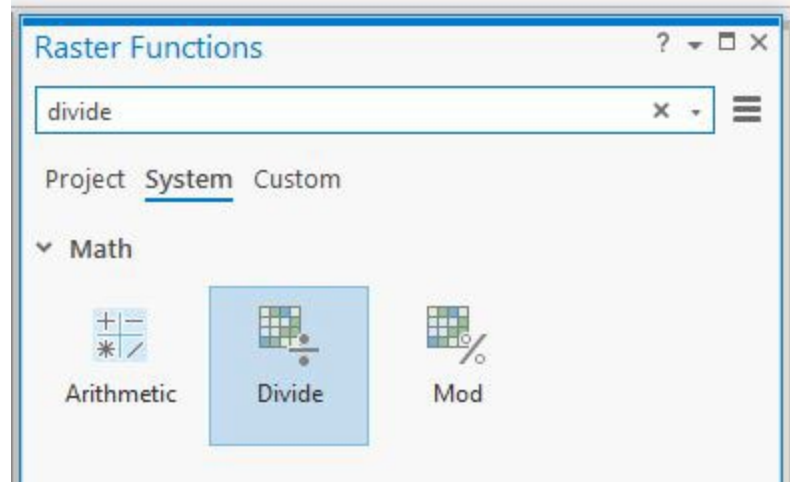 Raster Functions
?
divide
Project System Custom
Math
Arithmetic Divide Mod